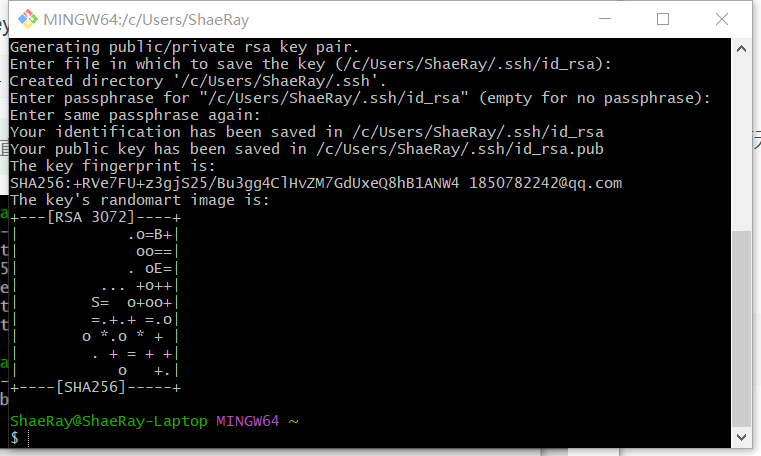 MINGW64:/c/Users/ShaeRay
Generating public/private rsa key pair.
Enter file in which to save the key (/c/Users/ShaeRay/.ssh/id_rsa):
Created directory '/c/Users/ShaeRay/.ssh'.
Enter passphrase for "/c/Users/ShaeRay/.ssh/id_rsa" (empty for no passphrase):
Enter same passphrase again:
Your identification has been saved in /c/Users/ShaeRay/.ssh/id_rsa
Your public key has been saved in /c/Users/ShaeRay/.ssh/id_rsa.pub
The key fingerprint is:
SHA256:+RVe7FU+z3gjS25/Bu3gg4ClHvZM7GdUxeQ8hB1ANW4 1850782242@qq.com
The key's randomart image is:
+---[RSA 3072]----+
|             .o=B+|
|              oo==|
|             . oE=|
|          ... +o++|
|         S=  o+oo+|
|         =.+.+ =.o|
|        o *.o * + |
|         . + = + +|
|            o   +.|
+----[SHA256]-----+
ShaeRay@ShaeRay-Laptop MINGW64 ~
$